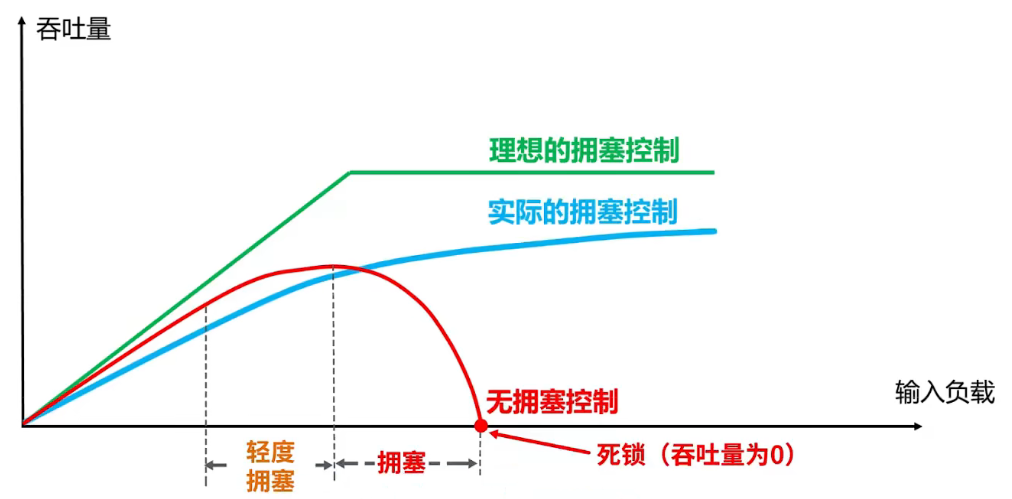 吞吐量
理想的拥塞控制
实际的拥塞控制
无拥塞控制
输入负载
轻度
拥塞
拥塞
死锁（吞吐量为0）